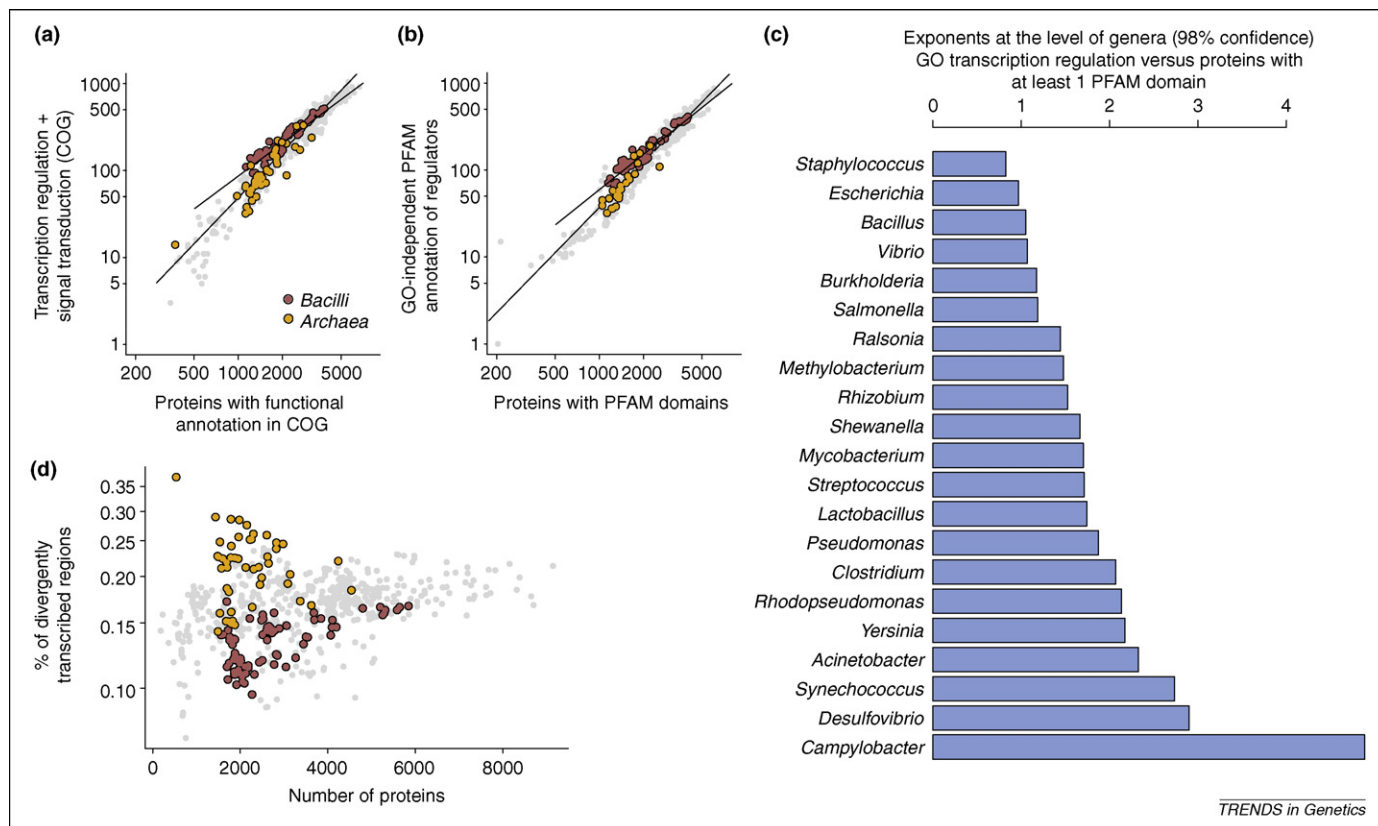 (a)
Transcription regulation +
signal transduction (COG)
1000
500
100
50
10
5
1
200
500
1000
2000
5000
Bacilli
Archaea
Proteins with functional
annotation in COG
(b)
GO-independent PFAM
annotation of regulators
1000
500
100
50
10
5
1
200
500
1000
2000
5000
Proteins with PFAM domains
(c)
Exponents at the level of genera (98% confidence)
GO transcription regulation versus proteins with
at least 1 PFAM domain
0
1
2
3
4
Staphylococcus
Escherichia
Bacillus
Vibrio
Burkholderia
Salmonella
Ralsonia
Methylobacterium
Rhizobium
Shewanella
Mycobacterium
Streptococcus
Lactobacillus
Pseudomonas
Clostridium
Rhodopseudomonas
Yersinia
Acinetobacter
Synechococcus
Desulfovibrio
Campylobacter
(d)
% of divergently
transcribed regions
0.35
0.30
0.25
0.20
0.15
0.10
0
2000
4000
6000
8000
Number of proteins
TRENDS in Genetics